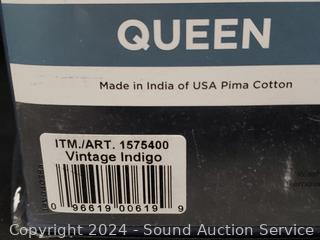 QUEEN
Made in India of USA Pima Cotton
ITM./ART. 1575400
Vintage Indigo
0 96619 00619 9
Copyright 2024 - Sound Auction Service